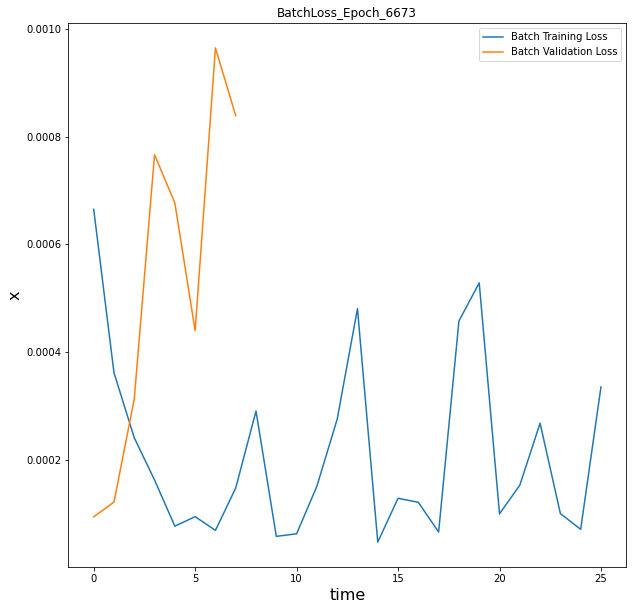 BatchLoss_Epoch_6673
Batch Training Loss
Batch Validation Loss
0.0010
0.0008
0.0006
0.0004
0.0002
x
0 5 10 15 20 25
time